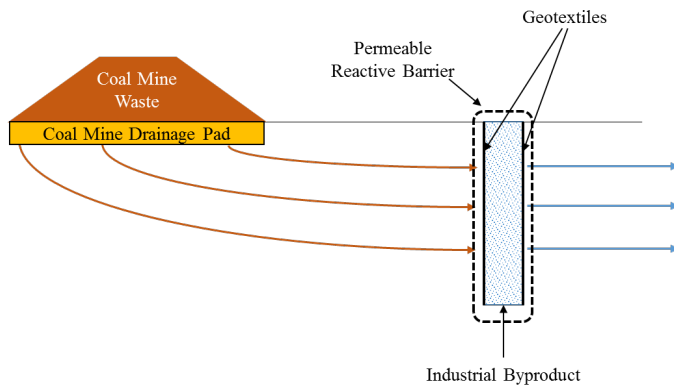 Geotextiles
Permeable
Reactive Barrier
Coal Mine
Waste
Coal Mine Drainage Pad
Industrial Byproduct